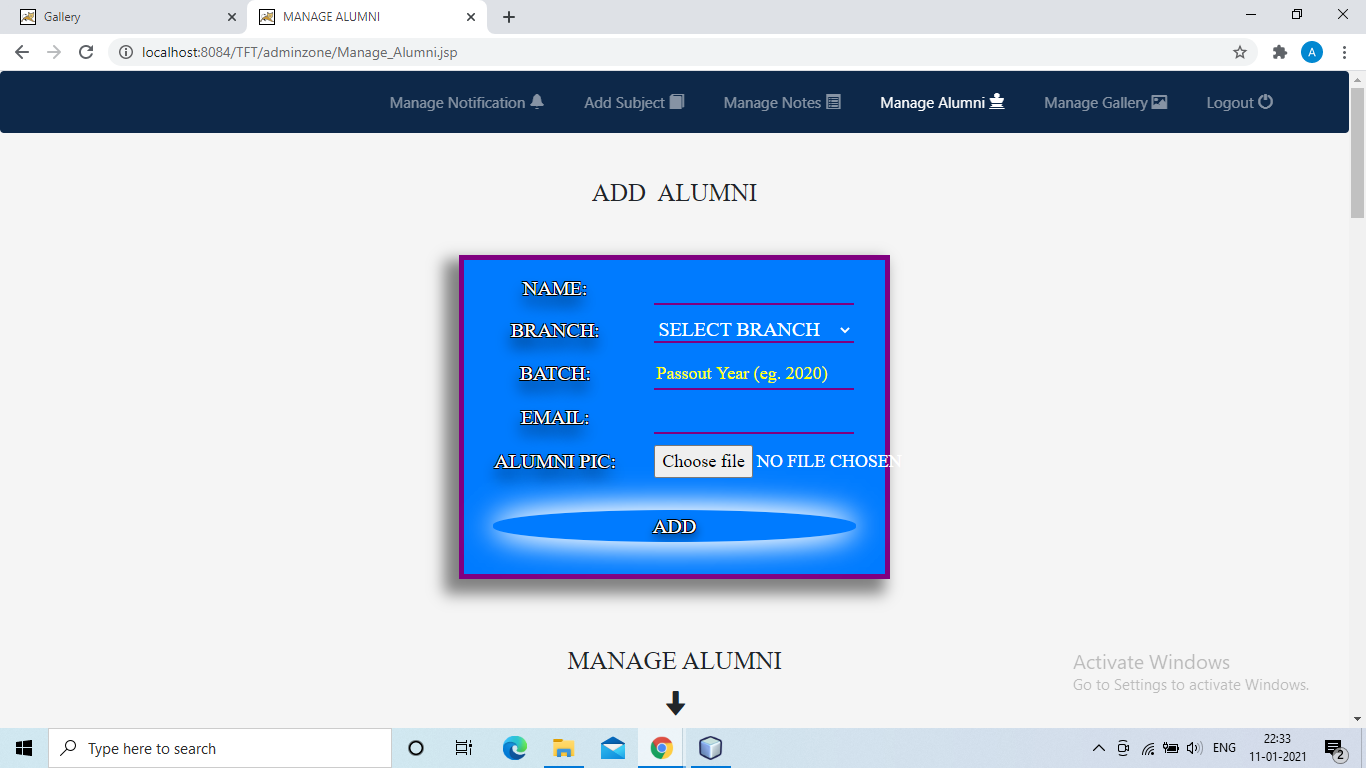 Gallery
MANAGE ALUMNI
localhost:8084/TFT/adminzone/Manage_Alumni.jsp
A
Manage Notification
Add Subject
Manage Notes
Manage Alumni
Manage Gallery
Logout
ADD ALUMNI
NAME:
BRANCH:
SELECT BRANCH
BATCH:
Passout Year (eg. 2020)
EMAIL:
ALUMNI PIC:
Choose file NO FILE CHOSEN
ADD
MANAGE ALUMNI
Activate Windows
Go to Settings to activate Windows.
Type here to search
ENG
22:33
11-01-2021
2